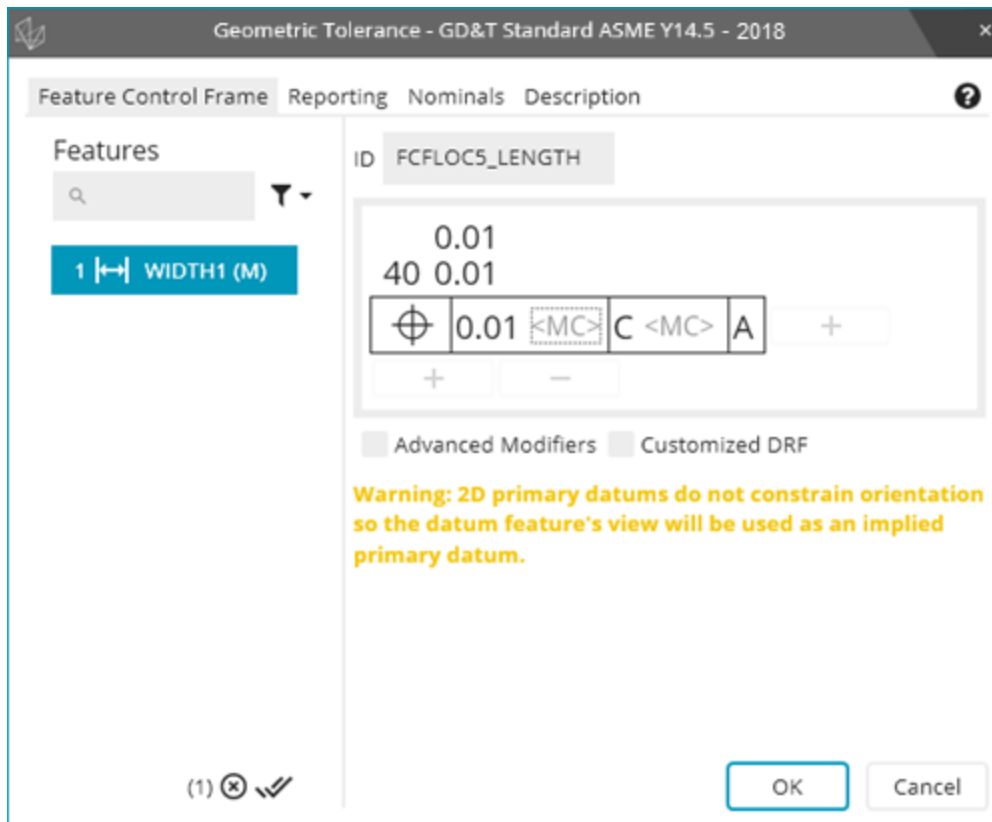 Geometric Tolerance - GD&T Standard ASME Y14.5 - 2018
Feature Control Frame Reporting Nominals Description
Features
1 WIDTH1 (M)
(1)
ID FCFLOC5_LENGTH
0.01
40 0.01
0.01 <MC> C <MC> A
Advanced Modifiers Customized DRF
Warning: 2D primary datums do not constrain orientation
so the datum feature's view will be used as an implied
primary datum.
OK Cancel